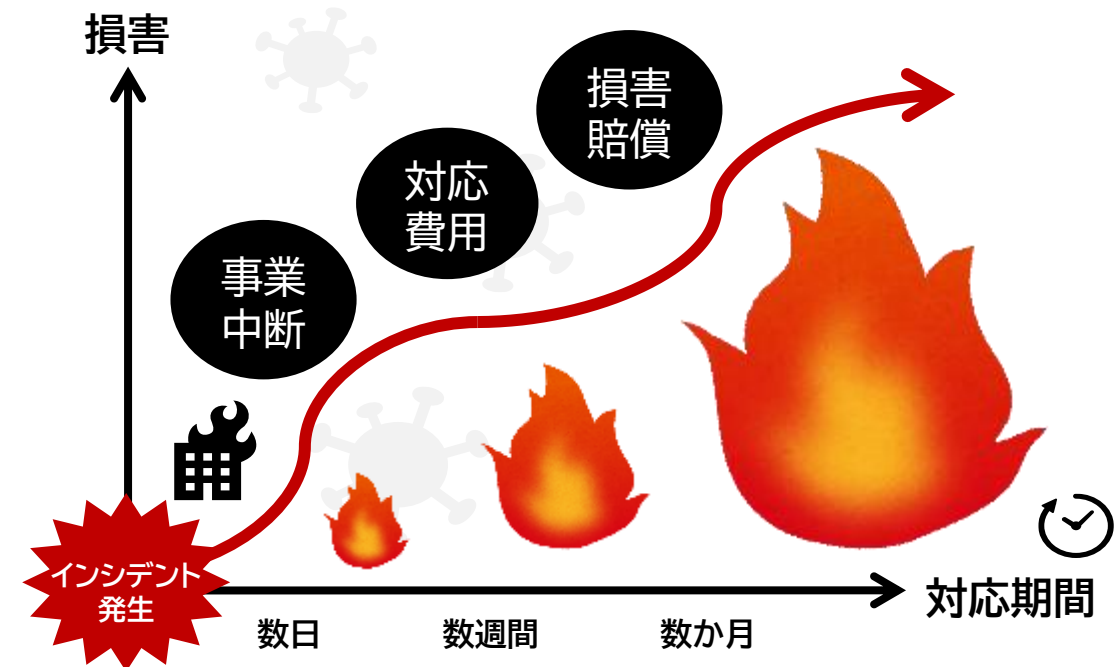 損害
損害
賠償
対応
費用
事業
中断
インシデント
発生
対応期間
数日
数週間
数か月